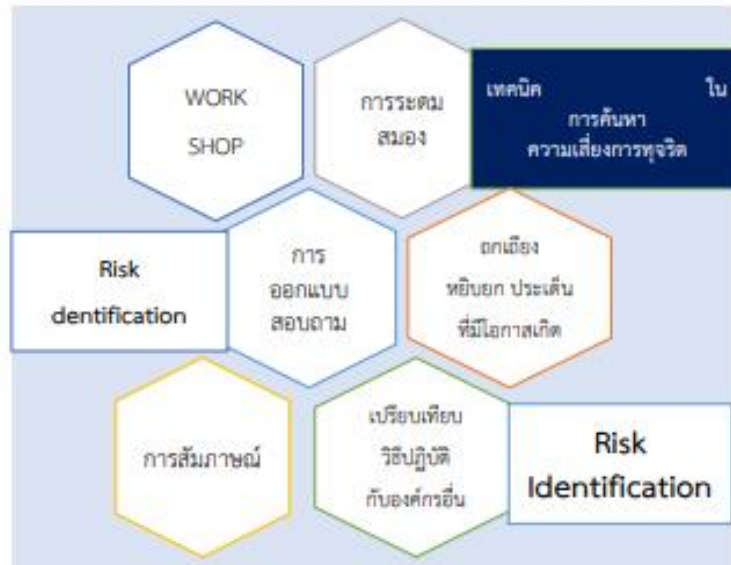 WORK
SHOP
การระดม
สมอง
เทคนิค ใน
การค้นหา
ความเสี่ยงการทุจริต
Risk
dentification
การ
ออกแบบ
สอบถาม
ถกเถียง
หยิบยก ประเด็น
ที่มีโอกาสเกิด
การสัมภาษณ์
เปรียบเทียบ
วิธีปฏิบัติ
กับองค์กรอื่น
Risk
Identification